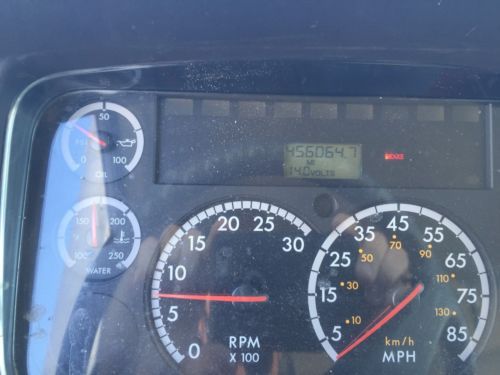 50
PSI
0 100
OIL
456064.7
MI
14.0 VOLTS
BRAKE
150 200
100 250
WATER
0 5 10 15 20 25 30
RPM
X 100
5 15 25 35 45 55 65 75 85
10 30 50 70 90 110 130
km/h
MPH